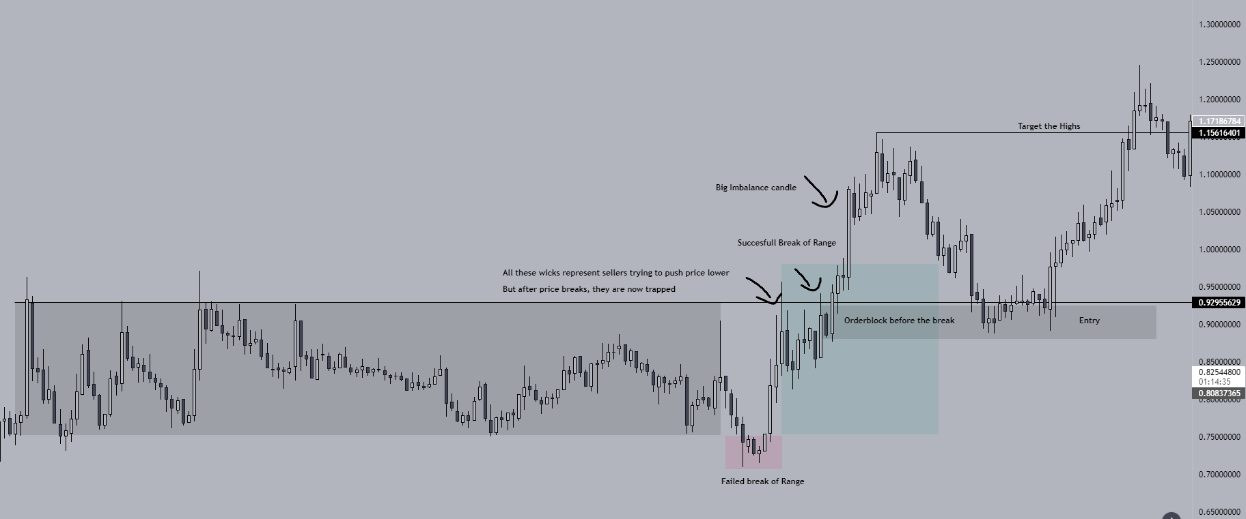 1.30000000
1.25000000
1.20000000
1.17186784
Target the Highs
1.15616401
1.10000000
Big Imbalance candle
1.05000000
Succesfull Break of Range
1.00000000
All these wicks represent sellers trying to push price lower
But after price breaks, they are now trapped
0.95000000
0.92955629
Orderblock before the break
Entry
0.90000000
0.85000000
0.82544800
01:14:35
0.80837365
0.80000000
0.75000000
0.70000000
Failed break of Range
0.65000000